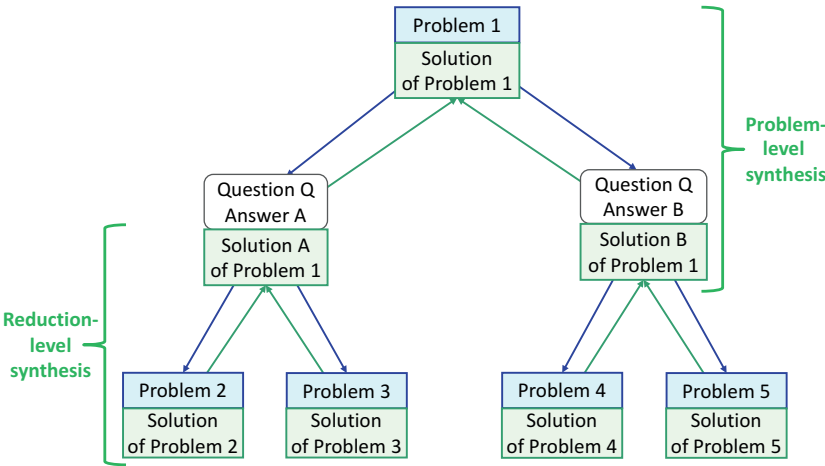 Problem 1
Solution
of Problem 1
Problem-
level
synthesis
Question Q
Answer A
Solution A
of Problem 1
Question Q
Answer B
Solution B
of Problem 1
Reduction-
level
synthesis
Problem 2
Solution
of Problem 2
Problem 3
Solution
of Problem 3
Problem 4
Solution
of Problem 4
Problem 5
Solution
of Problem 5